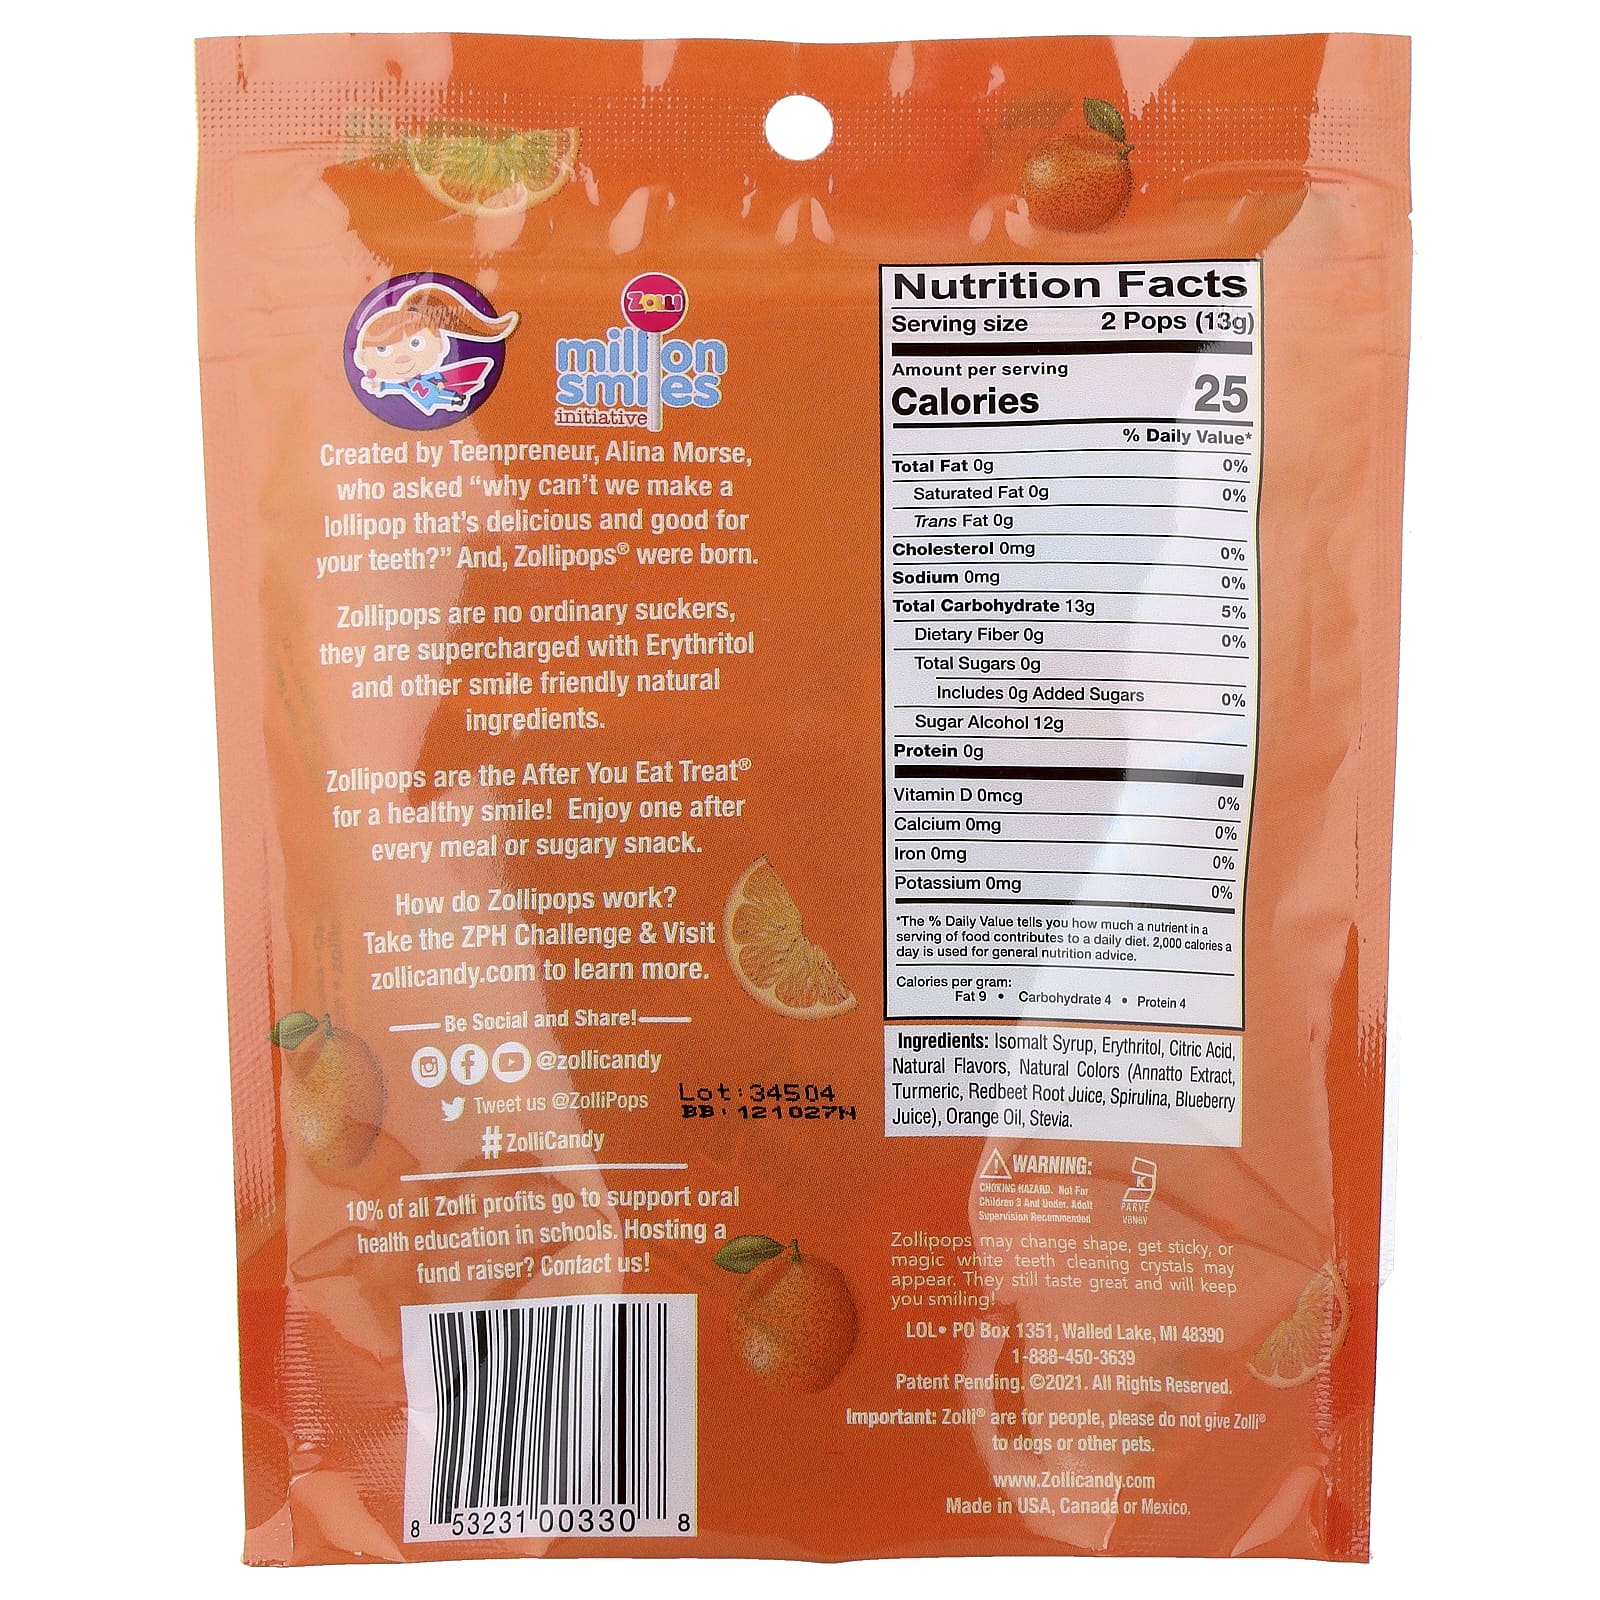 Zolli
million
smiles
initiative
Created by Teenpreneur, Alina Morse,
who asked “why can’t we make a
lollipop that’s delicious and good for
your teeth?” And, Zollipops® were born.
Zollipops are no ordinary suckers,
they are supercharged with Erythritol
and other smile friendly natural
ingredients.
Zollipops are the After You Eat Treat®
for a healthy smile! Enjoy one after
every meal or sugary snack.
How do Zollipops work?
Take the ZPH Challenge & Visit
zollicandy.com to learn more.
Be Social and Share!
@zollicandy
Tweet us @ZolliPops
#ZolliCandy
10% of all Zolli profits go to support oral
health education in schools. Hosting a
fund raiser? Contact us!
8 53231 00330 8
Lot:34504
BB:121027N
Nutrition Facts
Serving size 2 Pops (13g)
Amount per serving
Calories 25
% Daily Value*
Total Fat 0g 0%
Saturated Fat 0g 0%
Trans Fat 0g
Cholesterol 0mg 0%
Sodium 0mg 0%
Total Carbohydrate 13g 5%
Dietary Fiber 0g 0%
Total Sugars 0g
Includes 0g Added Sugars 0%
Sugar Alcohol 12g
Protein 0g
Vitamin D 0mcg 0%
Calcium 0mg 0%
Iron 0mg 0%
Potassium 0mg 0%
*The % Daily Value tells you how much a nutrient in a
serving of food contributes to a daily diet. 2,000 calories a
day is used for general nutrition advice.
Calories per gram:
Fat 9 • Carbohydrate 4 • Protein 4
Ingredients: Isomalt Syrup, Erythritol, Citric Acid,
Natural Flavors, Natural Colors (Annatto Extract,
Turmeric, Redbeet Root Juice, Spirulina, Blueberry
Juice), Orange Oil, Stevia.
WARNING:
CHOKING HAZARD. Not For
Children 3 And Under. Adult
Supervision Recommended
K
PARVE
VBN6V
Zollipops may change shape, get sticky, or
magic white teeth cleaning crystals may
appear. They still taste great and will keep
you smiling!
LOL• PO Box 1351, Walled Lake, MI 48390
1-888-450-3639
Patent Pending. ©2021. All Rights Reserved.
Important: Zolli® are for people, please do not give Zolli®
to dogs or other pets.
www.Zollicandy.com
Made in USA, Canada or Mexico.